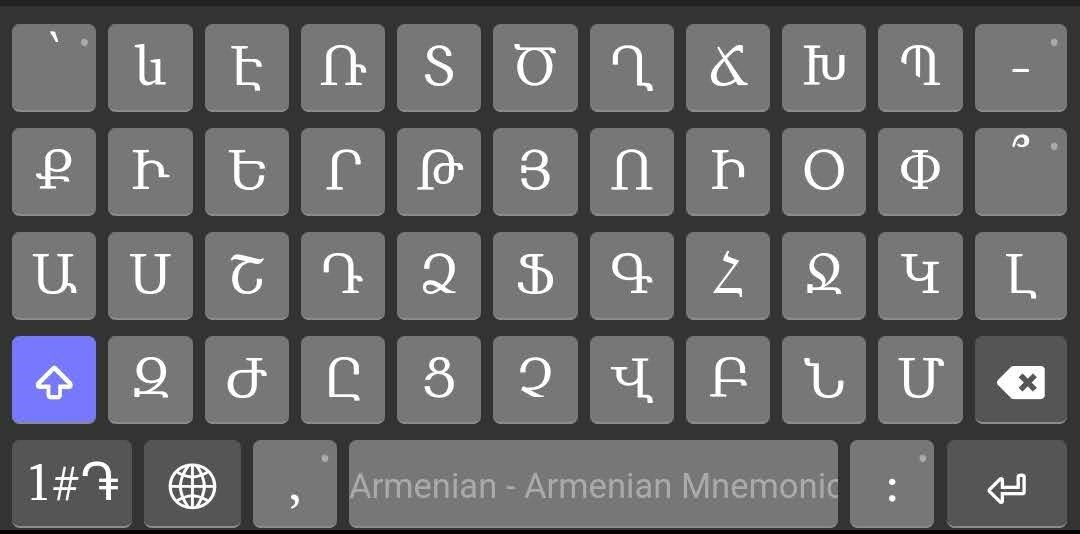 ՝ և Է Ռ Տ Ծ Ղ Ճ Խ Պ -
Ք Ւ Ե Ր Թ Յ Ո Ի Օ Փ ՞
Ա Ս Շ Դ Ձ Ֆ Գ Հ Ջ Կ Լ
Զ Ժ Ը Ց Չ Վ Բ Ն Մ
1#֏ , Armenian - Armenian Mnemonic :